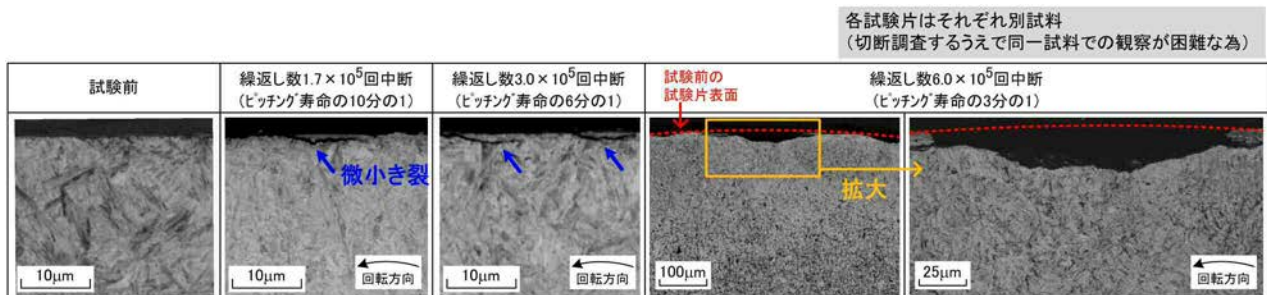 各試験片はそれぞれ別試料
（切断調査するうえで同一試料での観察が困難な為）
試験前
繰返し数1.7×10⁵回中断
（ﾋﾟｯﾁﾝｸﾞ寿命の10分の1）
繰返し数3.0×10⁵回中断
（ﾋﾟｯﾁﾝｸﾞ寿命の6分の1）
繰返し数6.0×10⁵回中断
（ﾋﾟｯﾁﾝｸﾞ寿命の3分の1）
試験前の
試験片表面
微小き裂
拡大
10μm
10μm
回転方向
10μm
回転方向
100μm
25μm
回転方向